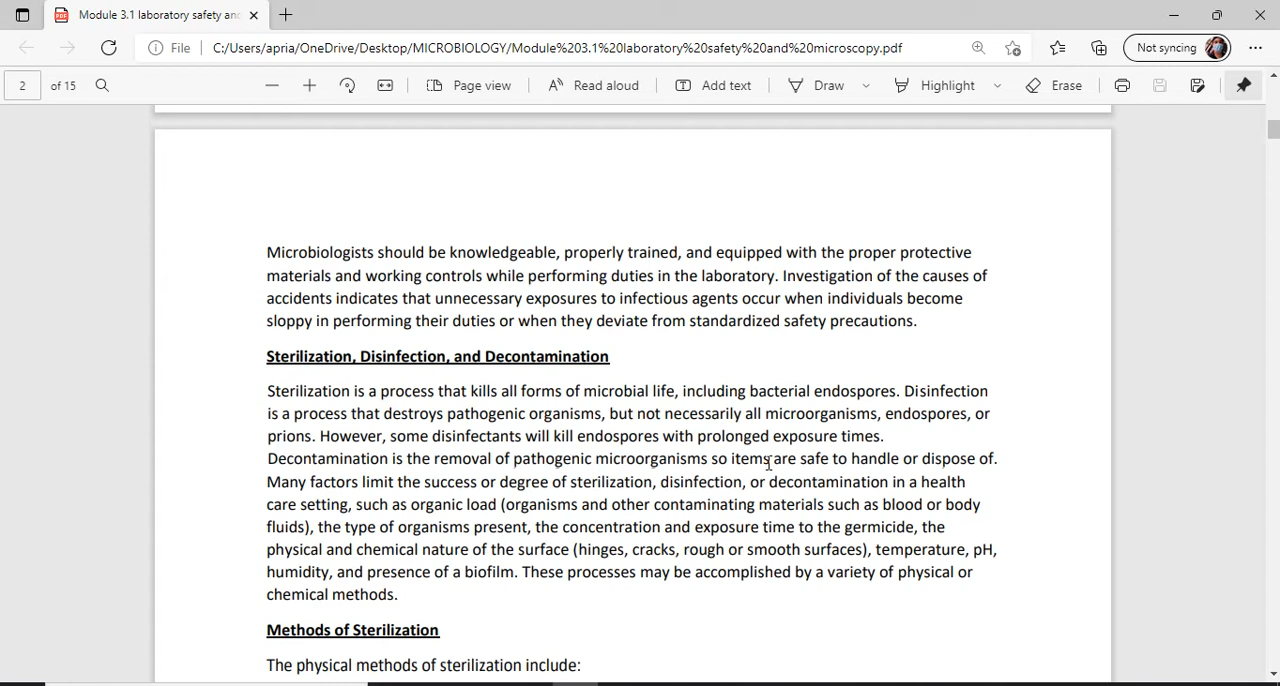 Module 3.1 laboratory safety and
File
C:/Users/apria/OneDrive/Desktop/MICROBIOLOGY/Module%203.1%20laboratory%20safety%20and%20microscopy.pdf
Not syncing
2 of 15
Page view
Read aloud
Add text
Draw
Highlight
Erase
Microbiologists should be knowledgeable, properly trained, and equipped with the proper protective
materials and working controls while performing duties in the laboratory. Investigation of the causes of
accidents indicates that unnecessary exposures to infectious agents occur when individuals become
sloppy in performing their duties or when they deviate from standardized safety precautions.
Sterilization, Disinfection, and Decontamination
Sterilization is a process that kills all forms of microbial life, including bacterial endospores. Disinfection
is a process that destroys pathogenic organisms, but not necessarily all microorganisms, endospores, or
prions. However, some disinfectants will kill endospores with prolonged exposure times.
Decontamination is the removal of pathogenic microorganisms so items are safe to handle or dispose of.
Many factors limit the success or degree of sterilization, disinfection, or decontamination in a health
care setting, such as organic load (organisms and other contaminating materials such as blood or body
fluids), the type of organisms present, the concentration and exposure time to the germicide, the
physical and chemical nature of the surface (hinges, cracks, rough or smooth surfaces), temperature, pH,
humidity, and presence of a biofilm. These processes may be accomplished by a variety of physical or
chemical methods.
Methods of Sterilization
The physical methods of sterilization include: